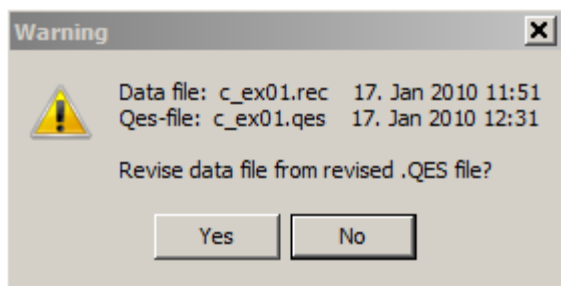 Warning
Data file: c_ex01.rec 17. Jan 2010 11:51
Qes-file: c_ex01.qes 17. Jan 2010 12:31
Revise data file from revised .QES file?
Yes No